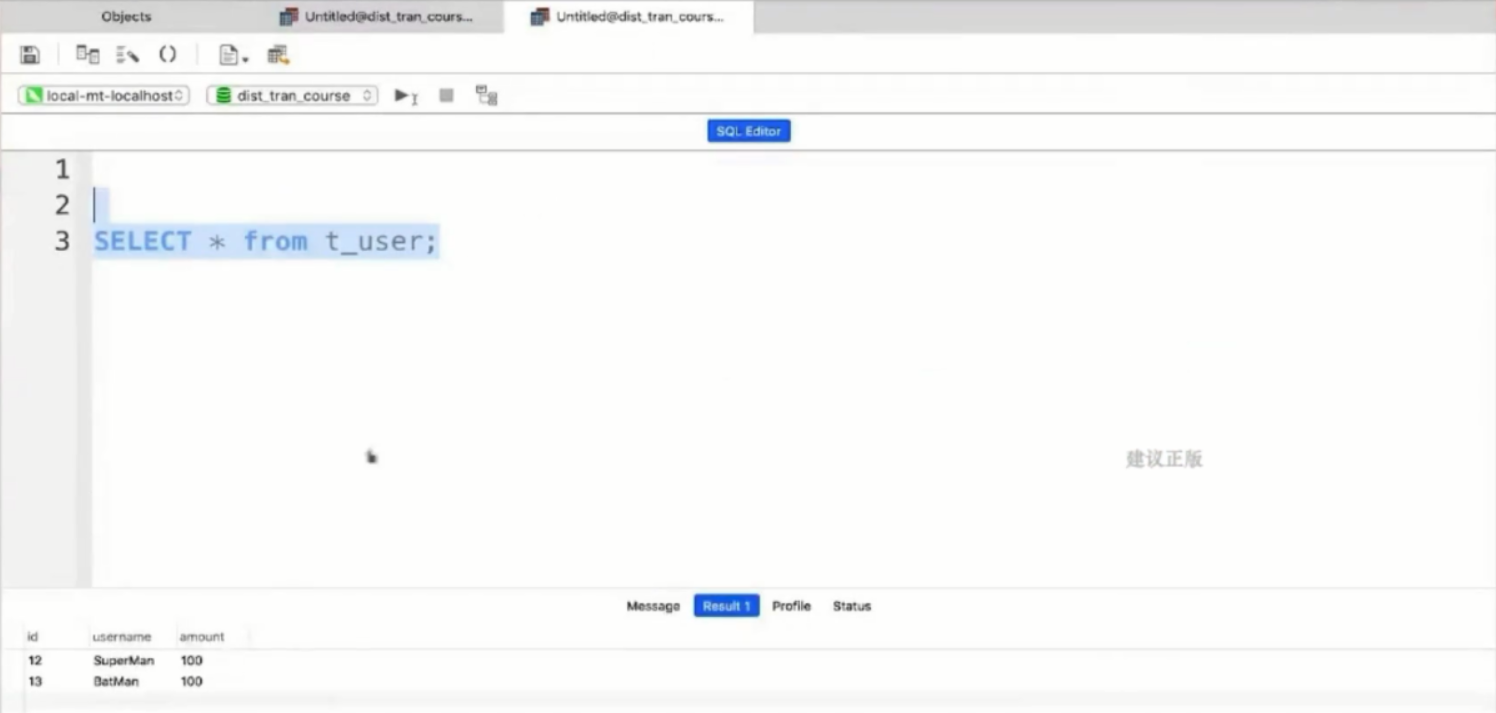 Objects Untitled@dist_tran_cours... Untitled@dist_tran_cours...
local-mt-localhost dist_tran_course
SQL Editor
1
2
3 SELECT * from t_user;
建议正版
Message Result 1 Profile Status
id username amount
12 SuperMan 100
13 BatMan 100